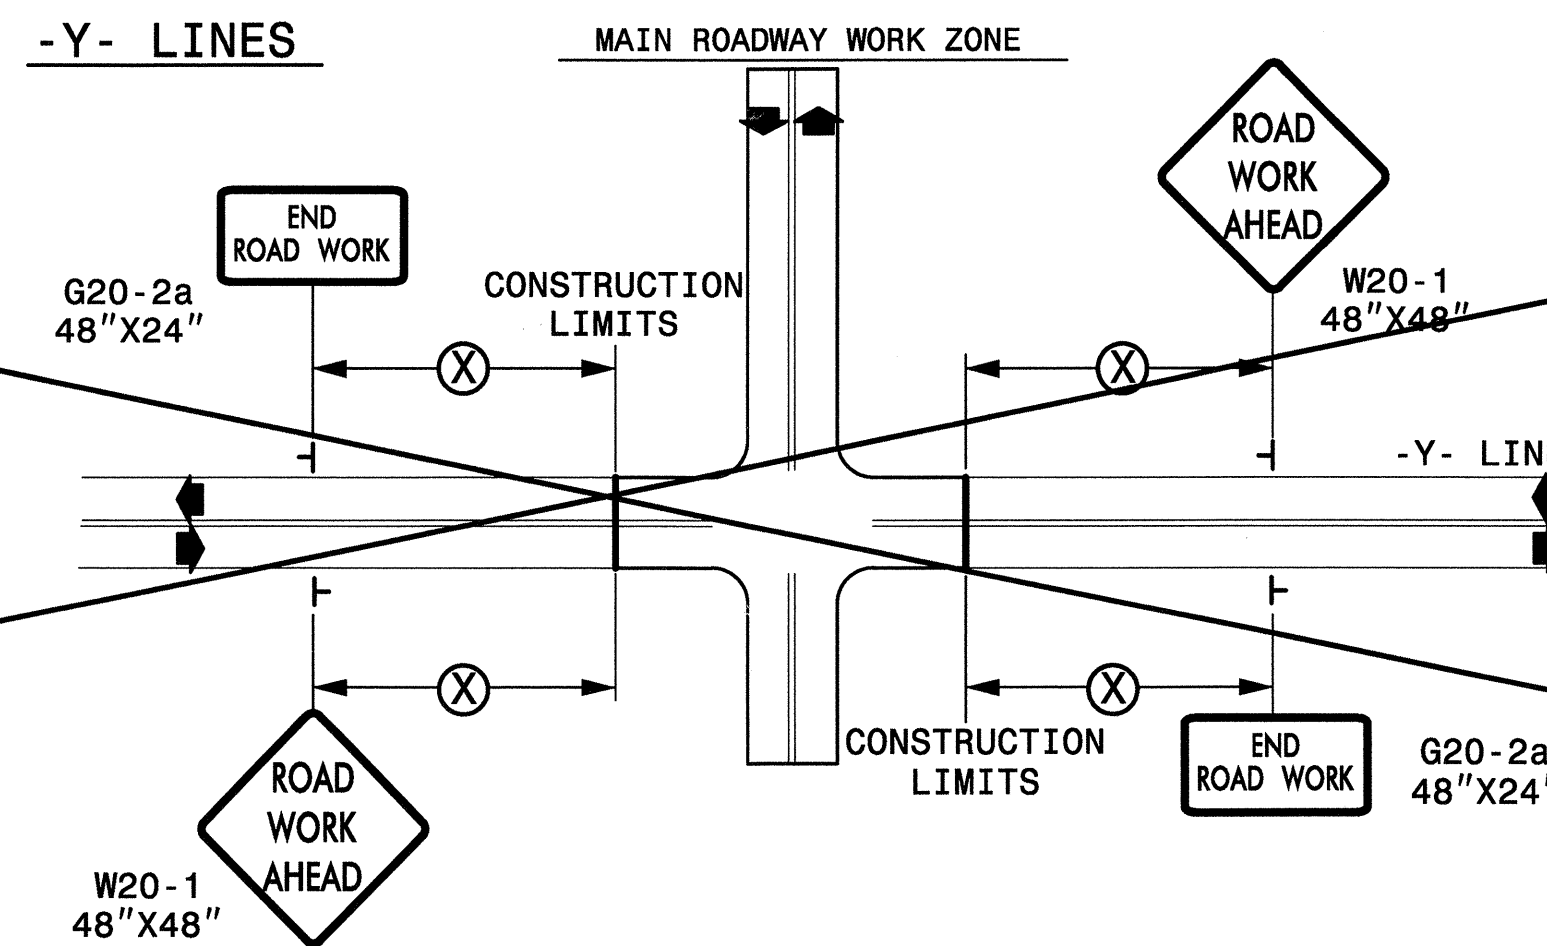 -Y- LINES
MAIN ROADWAY WORK ZONE
ROAD
WORK
AHEAD
END
ROAD WORK
G20-2a
48"X24"
CONSTRUCTION
LIMITS
W20-1
48"X48"
X
X
-Y- LIN
X
X
CONSTRUCTION
LIMITS
END
ROAD WORK
G20-2a
48"X24"
ROAD
WORK
AHEAD
W20-1
48"X48"